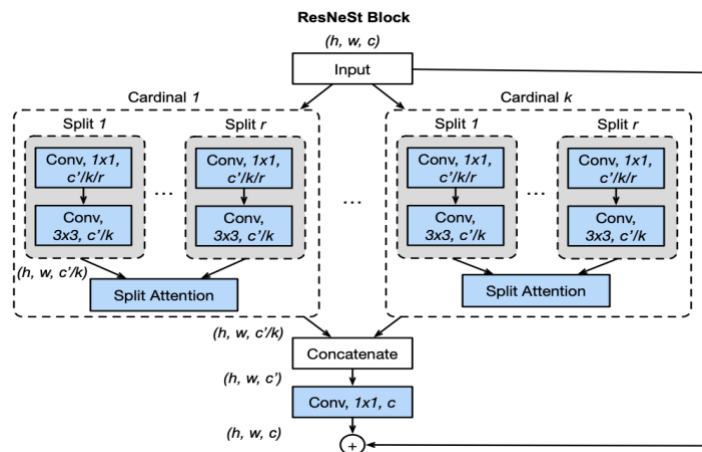 ResNeSt Block
(h, w, c)
Input
Cardinal 1
Cardinal k
Split 1
Split r
Split 1
Split r
Conv, 1x1,
c'/k/r
Conv, 1x1,
c'/k/r
Conv, 1x1,
c'/k/r
Conv, 1x1,
c'/k/r
...
...
...
Conv,
3x3, c'/k
Conv,
3x3, c'/k
Conv,
3x3, c'/k
Conv,
3x3, c'/k
(h, w, c'/k)
Split Attention
Split Attention
(h, w, c'/k)
Concatenate
(h, w, c')
Conv, 1x1, c
(h, w, c)
+